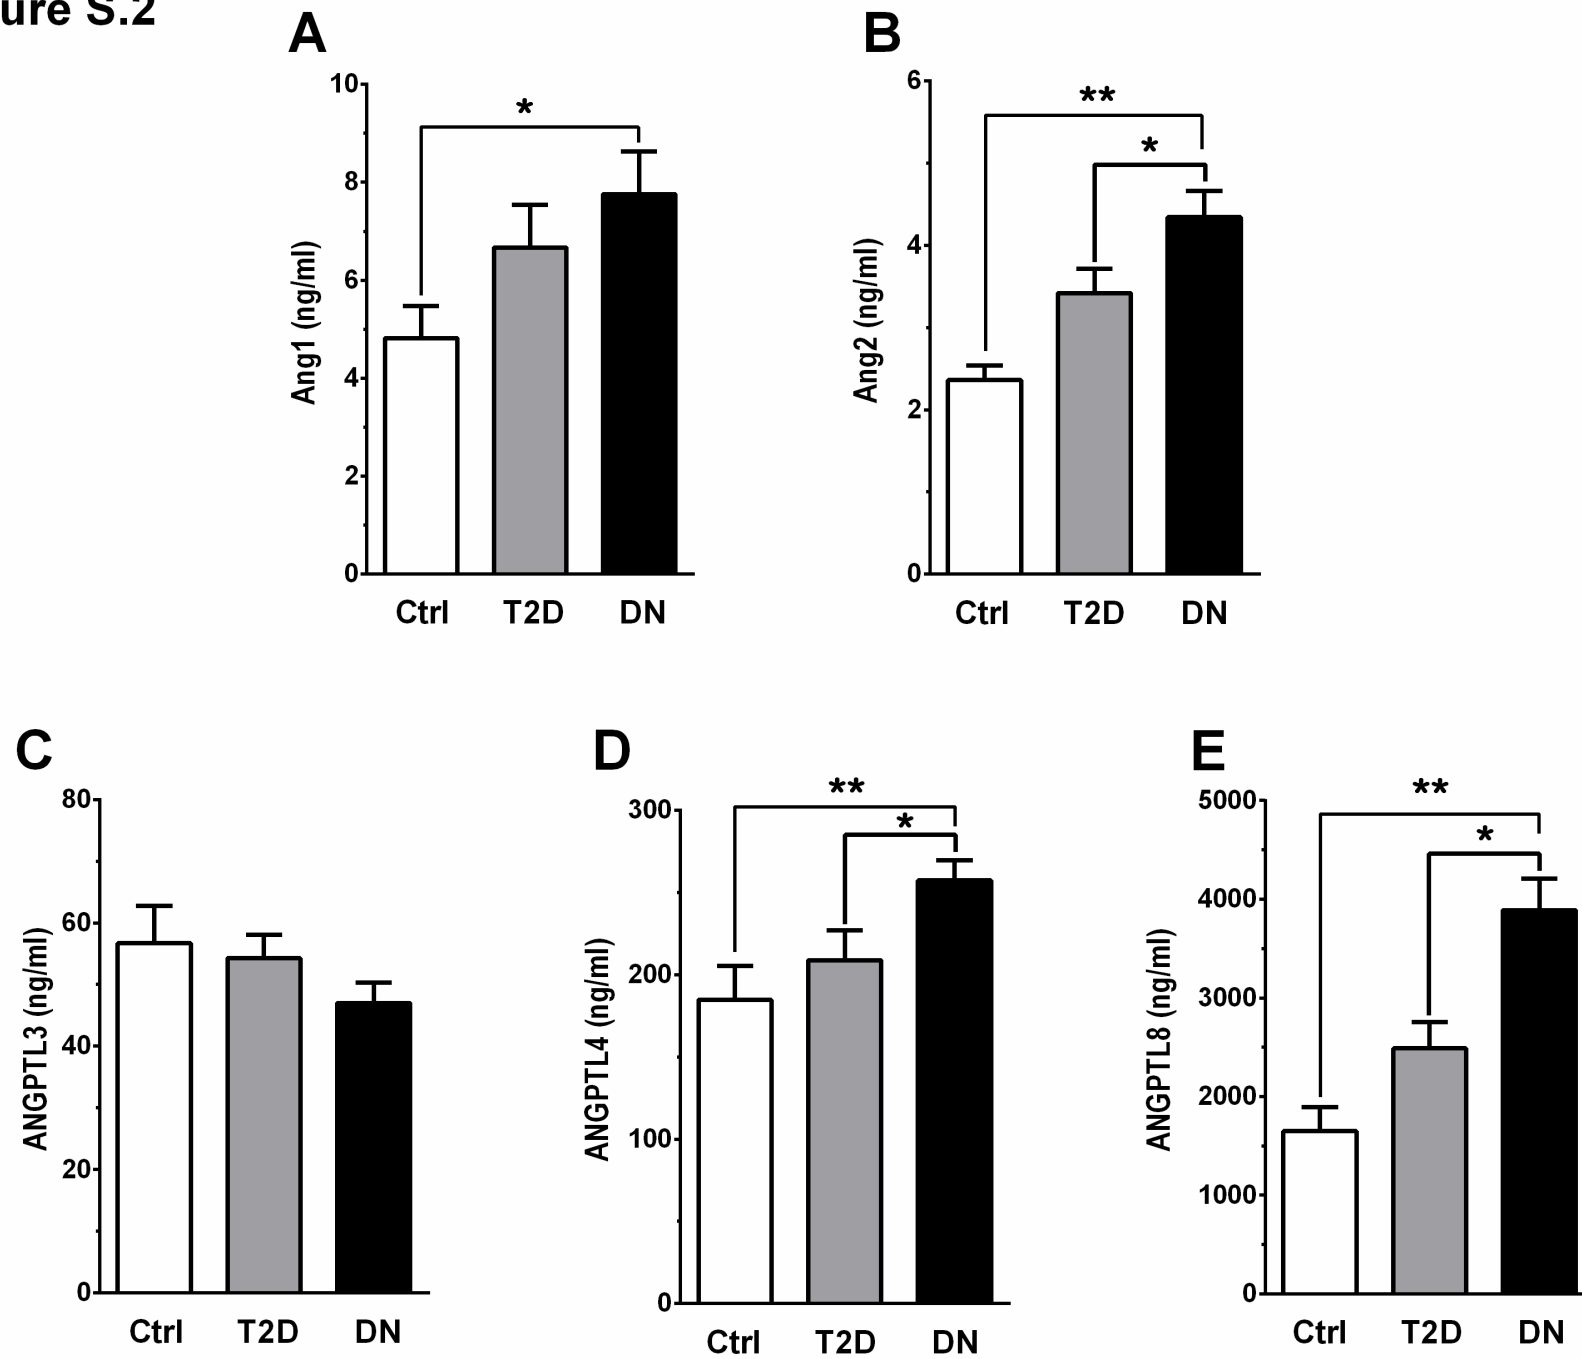 ure S.2
A
B
10
8
6
4
2
0
Ang1 (ng/ml)
*
Ctrl T2D DN
6
4
2
0
Ang2 (ng/ml)
**
*
Ctrl T2D DN
C
D
E
80
60
40
20
0
ANGPTL3 (ng/ml)
Ctrl T2D DN
300
200
100
0
ANGPTL4 (ng/ml)
**
*
Ctrl T2D DN
5000
4000
3000
2000
1000
0
ANGPTL8 (ng/ml)
**
*
Ctrl T2D DN